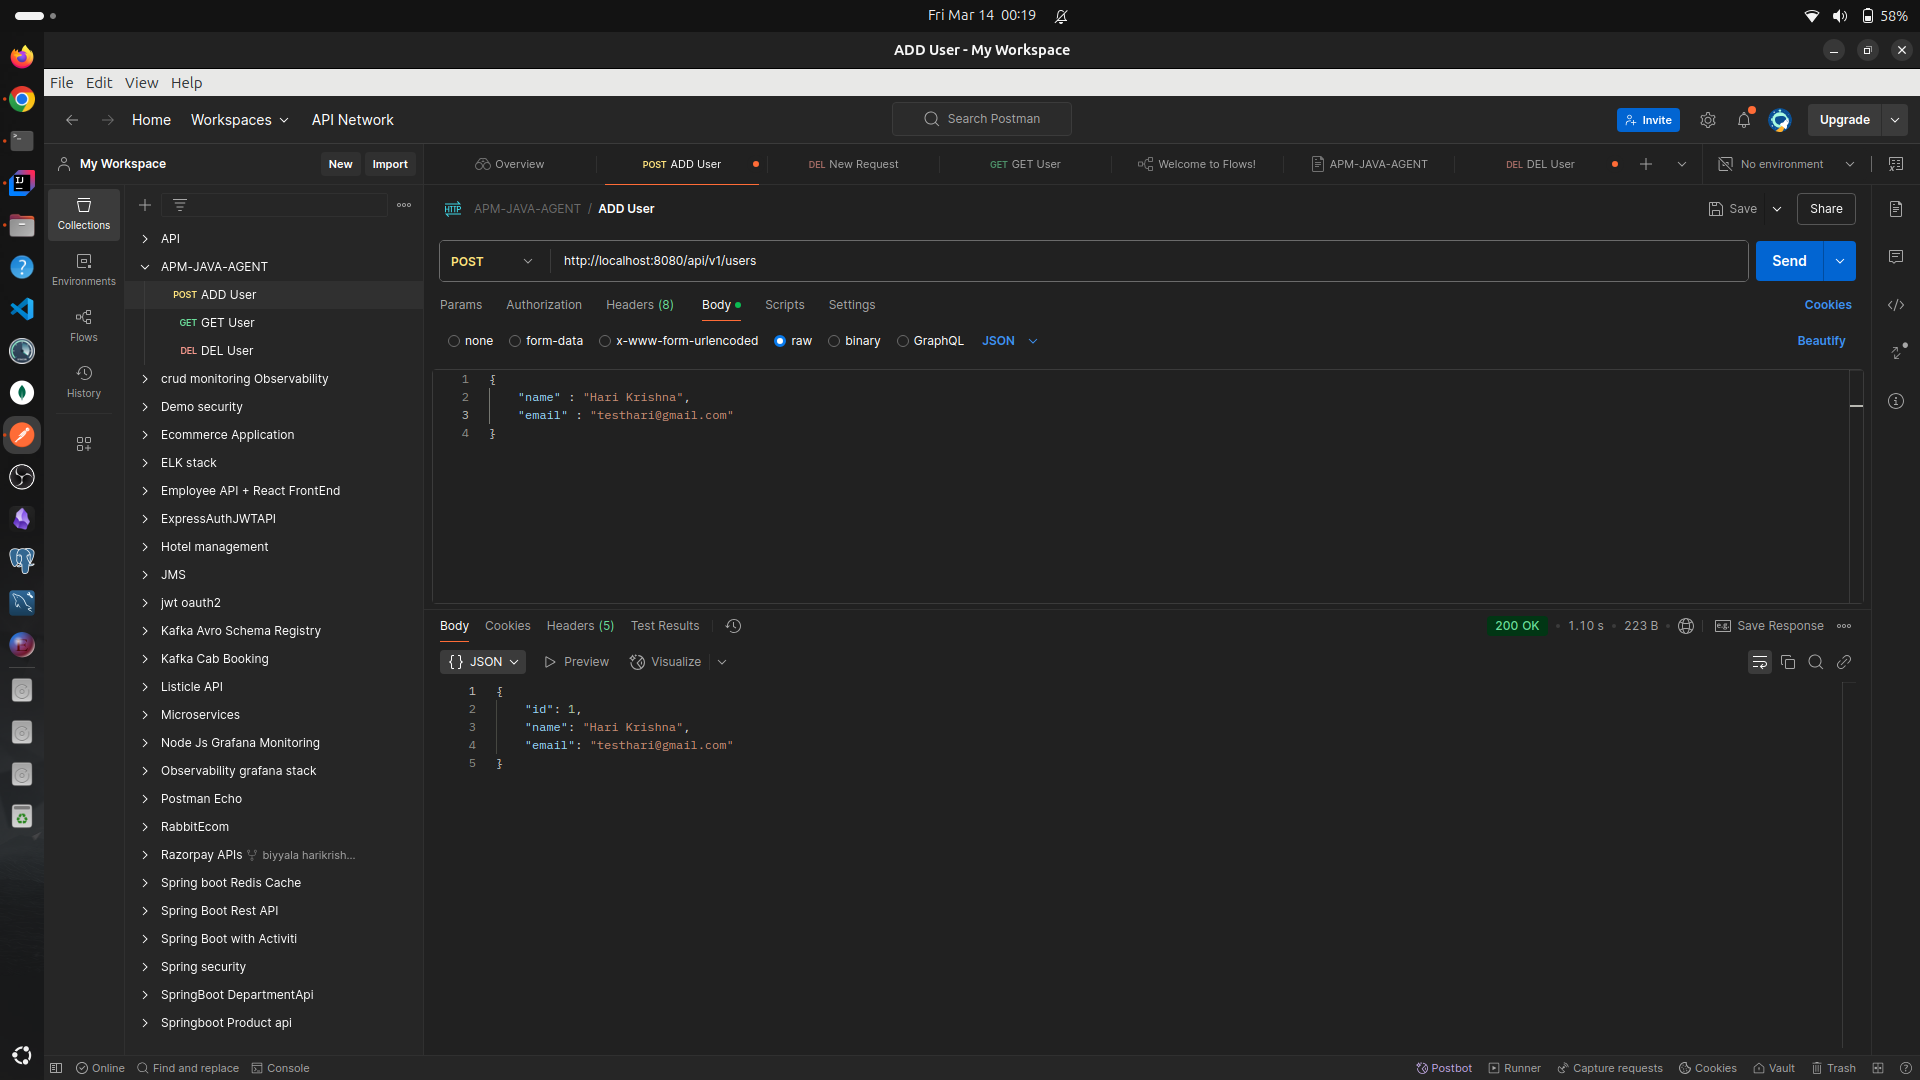 Fri Mar 14 00:19
58%
ADD User - My Workspace
File Edit View Help
Home Workspaces API Network
Search Postman
Invite
Upgrade
My Workspace
New Import
Overview
POST ADD User
DEL New Request
GET GET User
Welcome to Flows!
APM-JAVA-AGENT
DEL DEL User
No environment
Collections
Environments
Flows
History
API
APM-JAVA-AGENT
POST ADD User
GET GET User
DEL DEL User
crud monitoring Observability
Demo security
Ecommerce Application
ELK stack
Employee API + React FrontEnd
ExpressAuthJWTAPI
Hotel management
JMS
jwt oauth2
Kafka Avro Schema Registry
Kafka Cab Booking
Listicle API
Microservices
Node Js Grafana Monitoring
Observability grafana stack
Postman Echo
RabbitEcom
Razorpay APIs biyyala harikrish...
Spring boot Redis Cache
Spring Boot Rest API
Spring Boot with Activiti
Spring security
SpringBoot DepartmentApi
Springboot Product api
HTTP APM-JAVA-AGENT / ADD User
Save
Share
POST http://localhost:8080/api/v1/users
Send
Params Authorization Headers (8) Body Scripts Settings
Cookies
none form-data x-www-form-urlencoded raw binary GraphQL JSON
Beautify
1 {
2 "name" : "Hari Krishna",
3 "email" : "testhari@gmail.com"
4 }
Body Cookies Headers (5) Test Results
200 OK • 1.10 s • 223 B
e.g. Save Response
{} JSON Preview Visualize
1 {
2 "id": 1,
3 "name": "Hari Krishna",
4 "email": "testhari@gmail.com"
5 }
Online Find and replace Console
Postbot Runner Capture requests Cookies Vault Trash